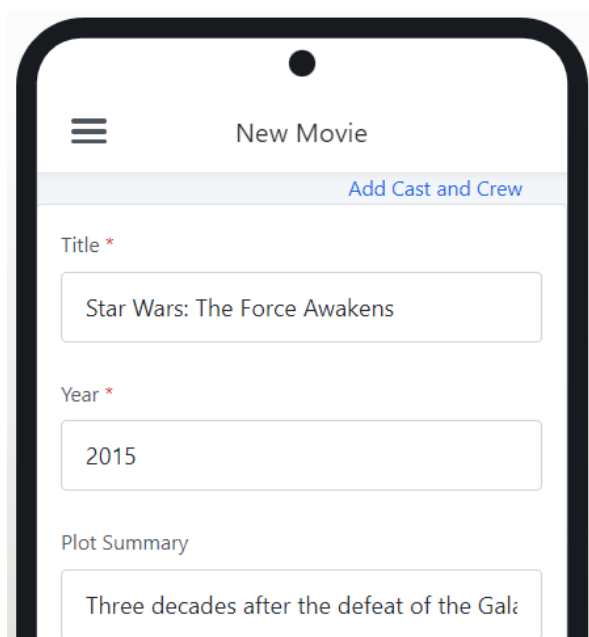 New Movie
Add Cast and Crew
Title *
Star Wars: The Force Awakens
Year *
2015
Plot Summary
Three decades after the defeat of the